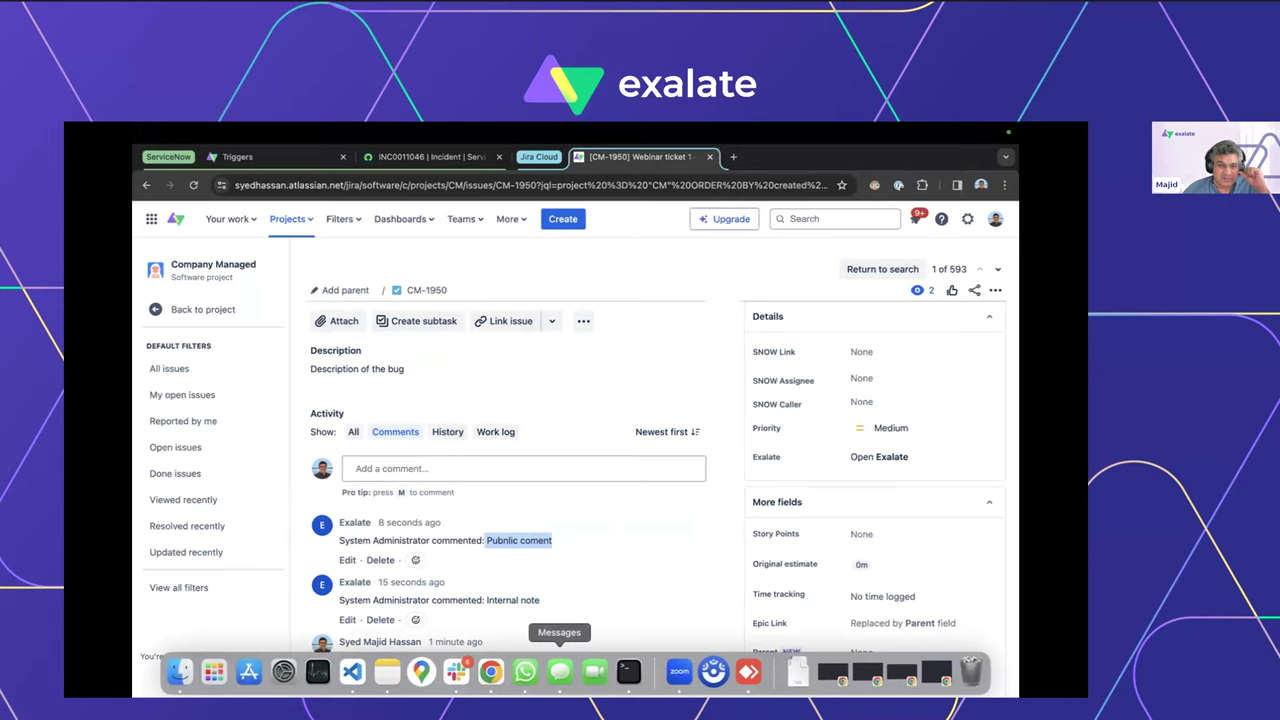 exalate
exalate
Majid
ServiceNow
Triggers
INC0011046 | Incident | Servi
Jira Cloud
[CM-1950] Webinar ticket 1
syedhassan.atlassian.net/jira/software/c/projects/CM/issues/CM-1950?jql=project%20%3D%20"CM"%20ORDER%20BY%20created%2...
Your work
Projects
Filters
Dashboards
Teams
More
Create
Upgrade
Search
9+
Company Managed
Software project
Back to project
DEFAULT FILTERS
All issues
My open issues
Reported by me
Open issues
Done issues
Viewed recently
Resolved recently
Updated recently
View all filters
You're
Return to search 1 of 593
Add parent / CM-1950
2
Attach
Create subtask
Link issue
Description
Description of the bug
Activity
Show: All Comments History Work log Newest first
Add a comment...
Pro tip: press M to comment
E Exalate 8 seconds ago
System Administrator commented: Pubnlic coment
Edit · Delete ·
E Exalate 15 seconds ago
System Administrator commented: Internal note
Edit · Delete ·
Syed Majid Hassan 1 minute ago
Details
SNOW Link None
SNOW Assignee None
SNOW Caller None
Priority Medium
Exalate Open Exalate
More fields
Story Points None
Original estimate 0m
Time tracking No time logged
Epic Link Replaced by Parent field
Parent NEW None
Messages
6
zoom